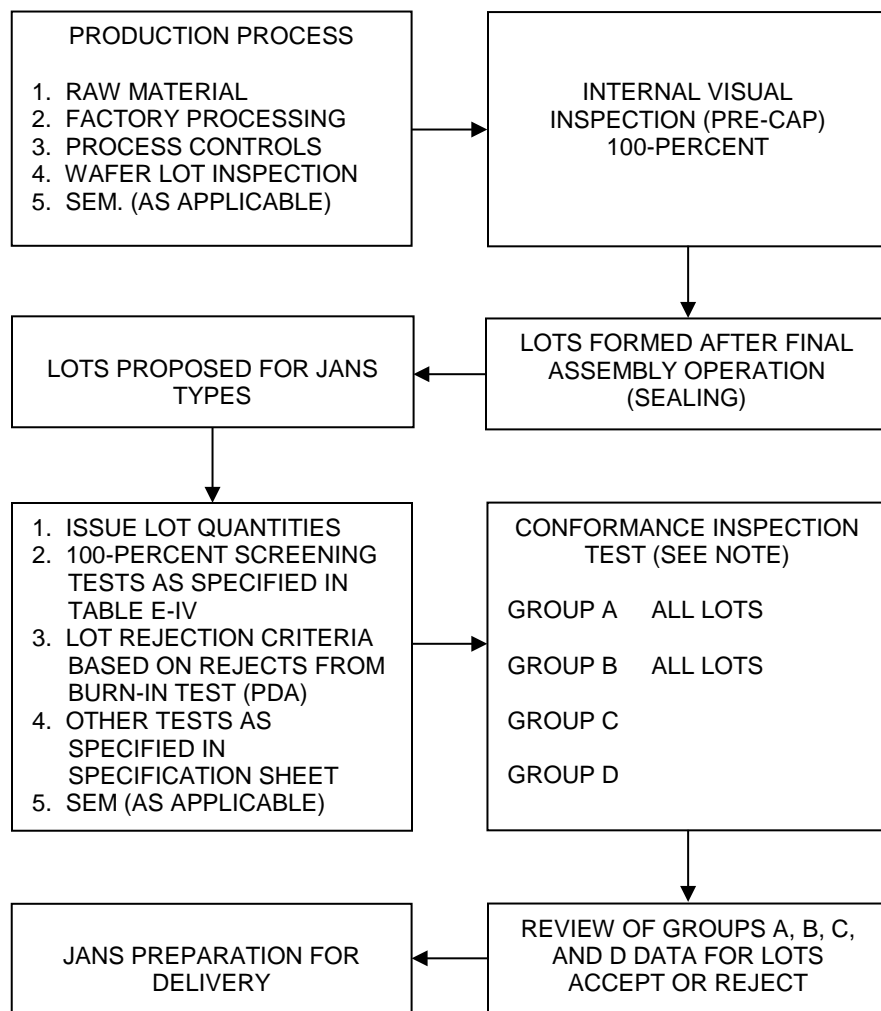 PRODUCTION PROCESS
1. RAW MATERIAL
2. FACTORY PROCESSING
3. PROCESS CONTROLS
4. WAFER LOT INSPECTION
5. SEM. (AS APPLICABLE)
INTERNAL VISUAL
INSPECTION (PRE-CAP)
100-PERCENT
LOTS FORMED AFTER FINAL
ASSEMBLY OPERATION
(SEALING)
LOTS PROPOSED FOR JANS
TYPES
1. ISSUE LOT QUANTITIES
2. 100-PERCENT SCREENING
TESTS AS SPECIFIED IN
TABLE E-IV
3. LOT REJECTION CRITERIA
BASED ON REJECTS FROM
BURN-IN TEST (PDA)
4. OTHER TESTS AS
SPECIFIED IN
SPECIFICATION SHEET
5. SEM (AS APPLICABLE)
CONFORMANCE INSPECTION
TEST (SEE NOTE)
GROUP A ALL LOTS
GROUP B ALL LOTS
GROUP C
GROUP D
REVIEW OF GROUPS A, B, C,
AND D DATA FOR LOTS
ACCEPT OR REJECT
JANS PREPARATION FOR
DELIVERY